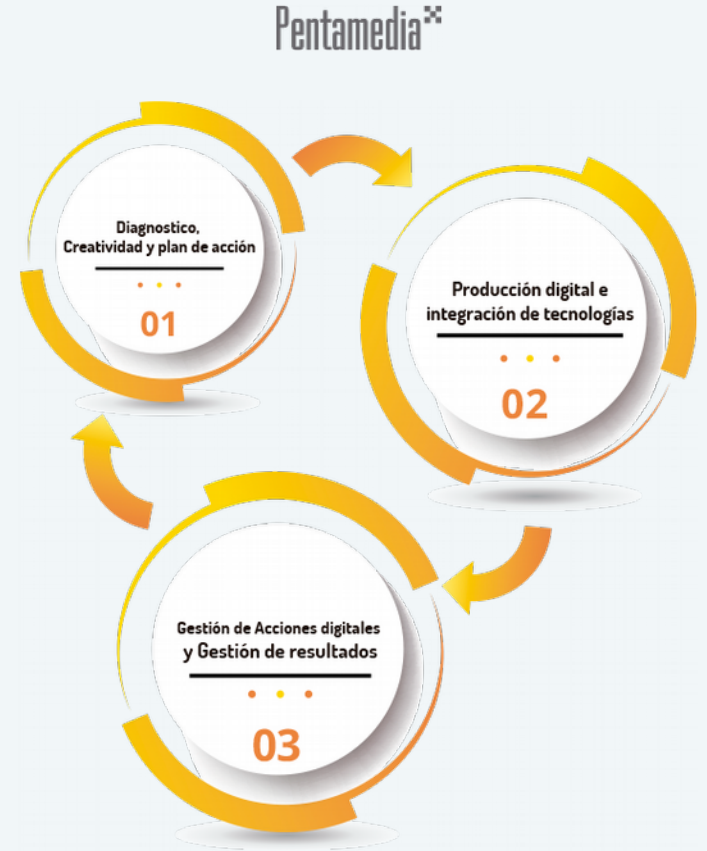 Pentamedia
Diagnostico,
Creatividad y plan de acción
01
Producción digital e
integración de tecnologías
02
Gestión de Acciones digitales
y Gestión de resultados
03